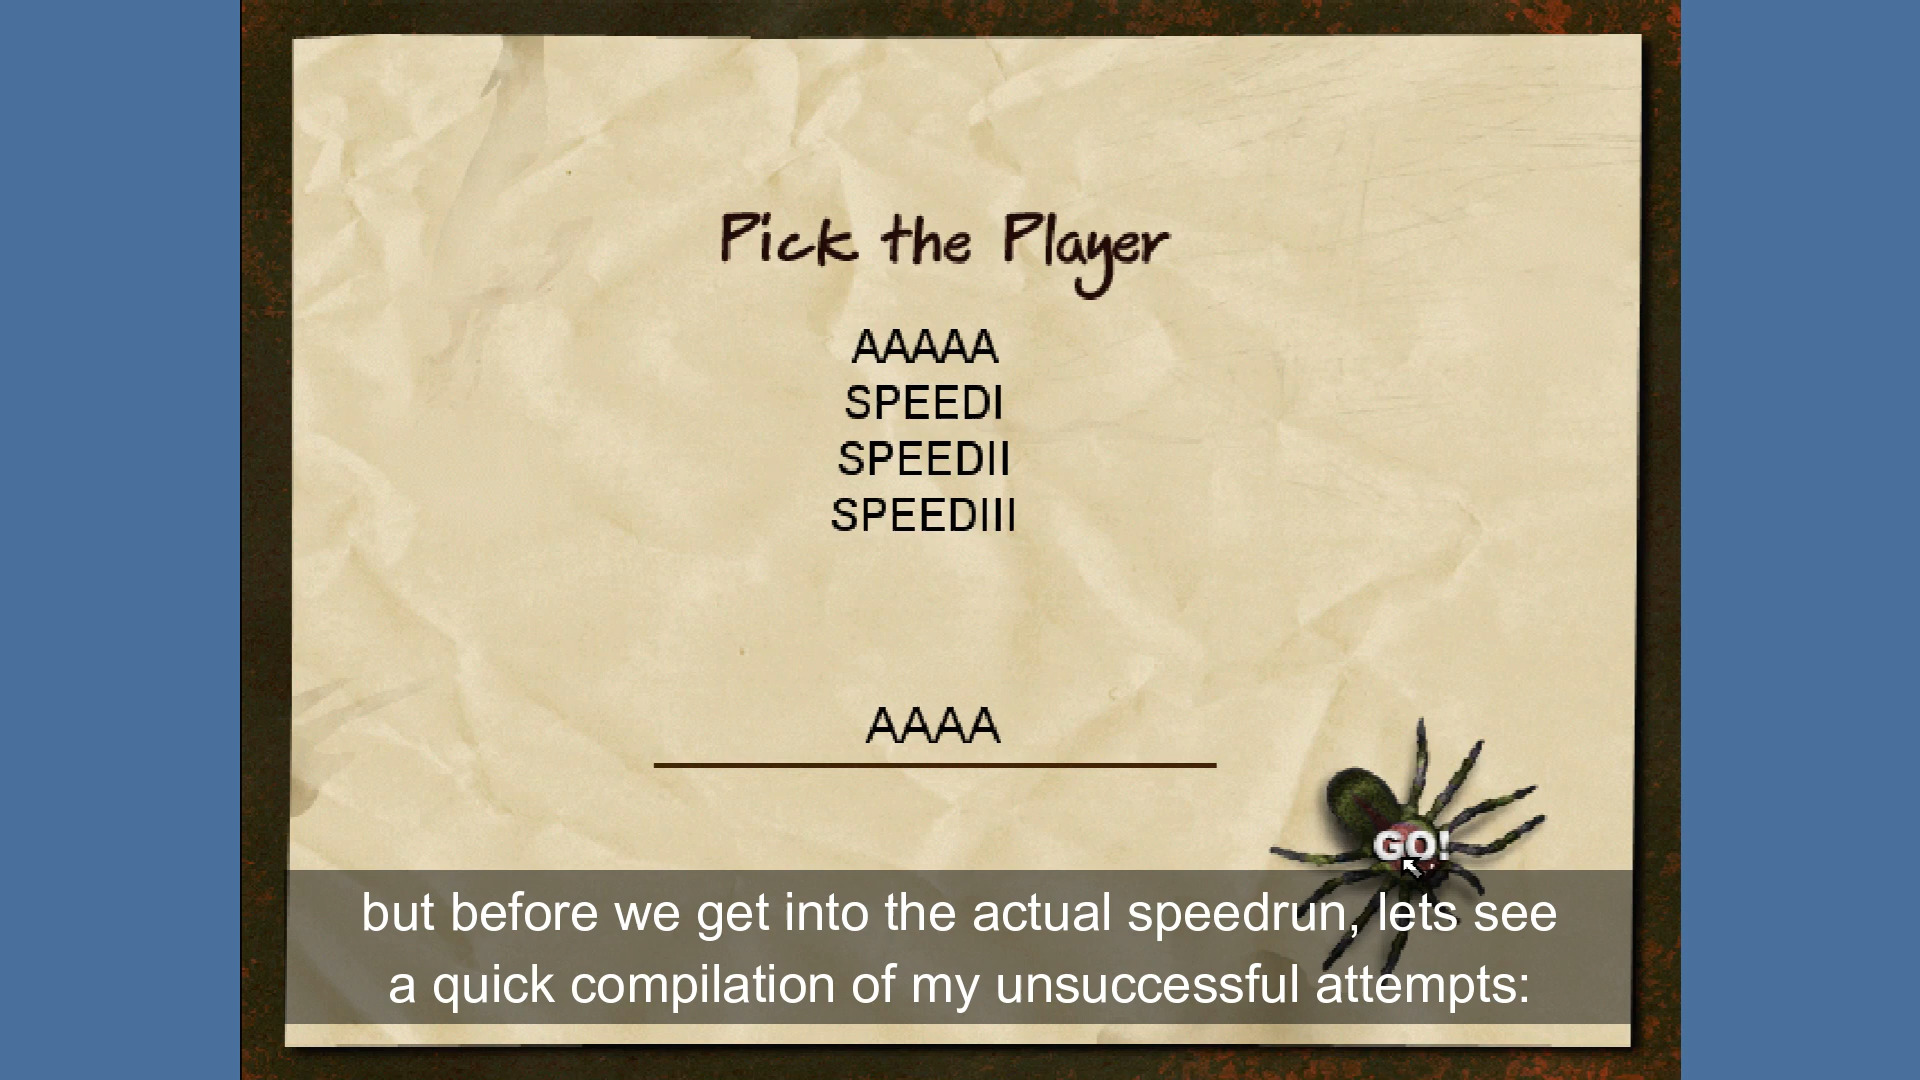 Pick the Player
AAAAA
SPEEDI
SPEEDII
SPEEDIII
AAAA
GO!
but before we get into the actual speedrun, lets see
a quick compilation of my unsuccessful attempts: